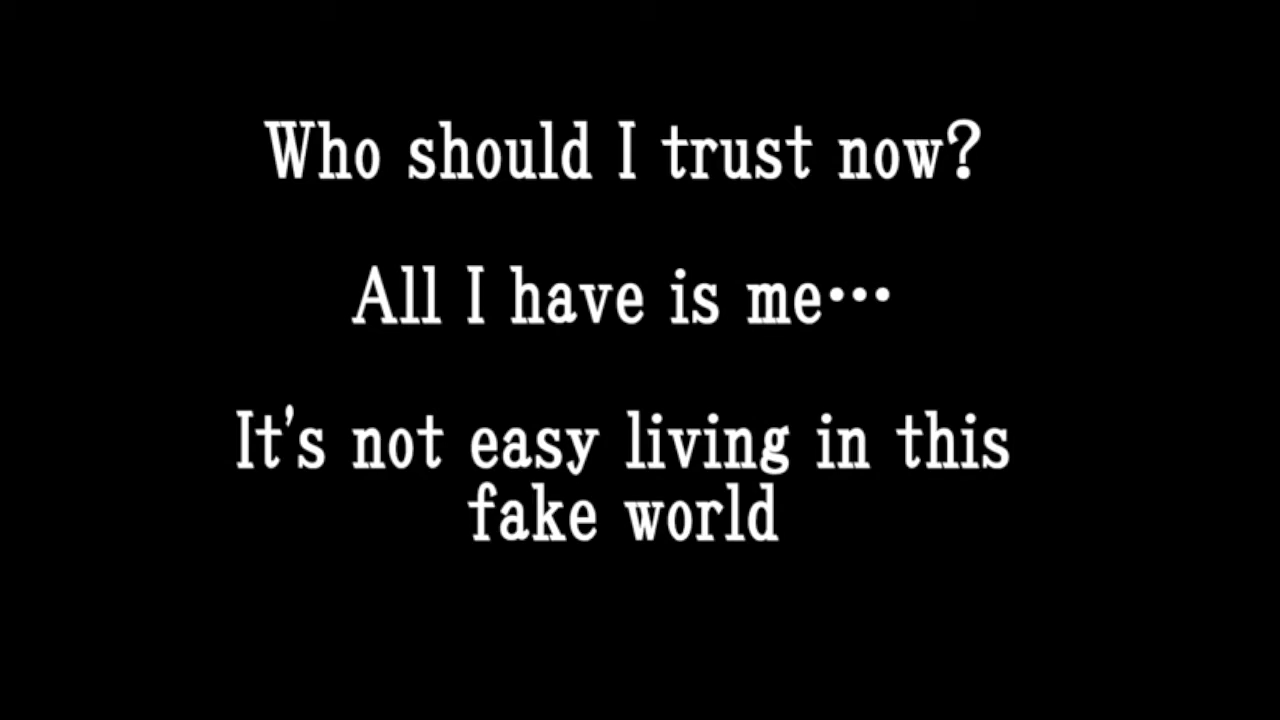 Who should I trust now?
All I have is me…
It's not easy living in this
fake world